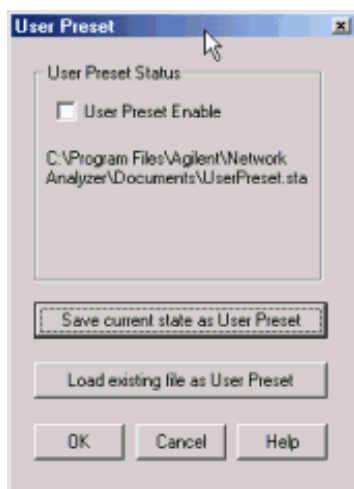 User Preset
User Preset Status
User Preset Enable
C:\Program Files\Agilent\Network
Analyzer\Documents\UserPreset.sta
Save current state as User Preset
Load existing file as User Preset
OK Cancel Help